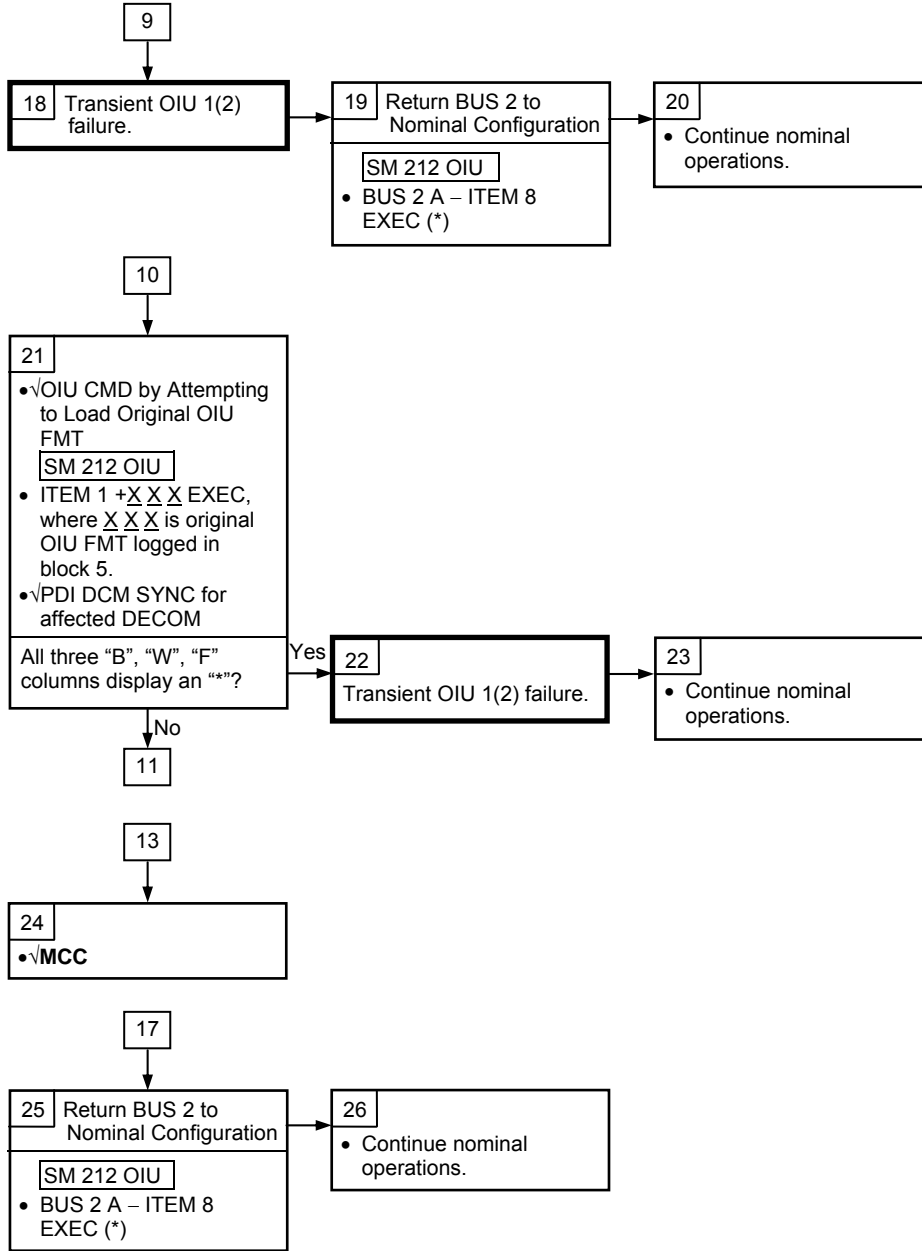 9
18 Transient OIU 1(2)
failure.
19 Return BUS 2 to
Nominal Configuration
SM 212 OIU
• BUS 2 A – ITEM 8
EXEC (*)
20
• Continue nominal
operations.
10
21
•√OIU CMD by Attempting
to Load Original OIU
FMT
SM 212 OIU
• ITEM 1 +X X X EXEC,
where X X X is original
OIU FMT logged in
block 5.
•√PDI DCM SYNC for
affected DECOM
All three “B”, “W”, “F”
columns display an “*”?
Yes
22
Transient OIU 1(2) failure.
23
• Continue nominal
operations.
No
11
13
24
•√MCC
17
25 Return BUS 2 to
Nominal Configuration
SM 212 OIU
• BUS 2 A – ITEM 8
EXEC (*)
26
• Continue nominal
operations.